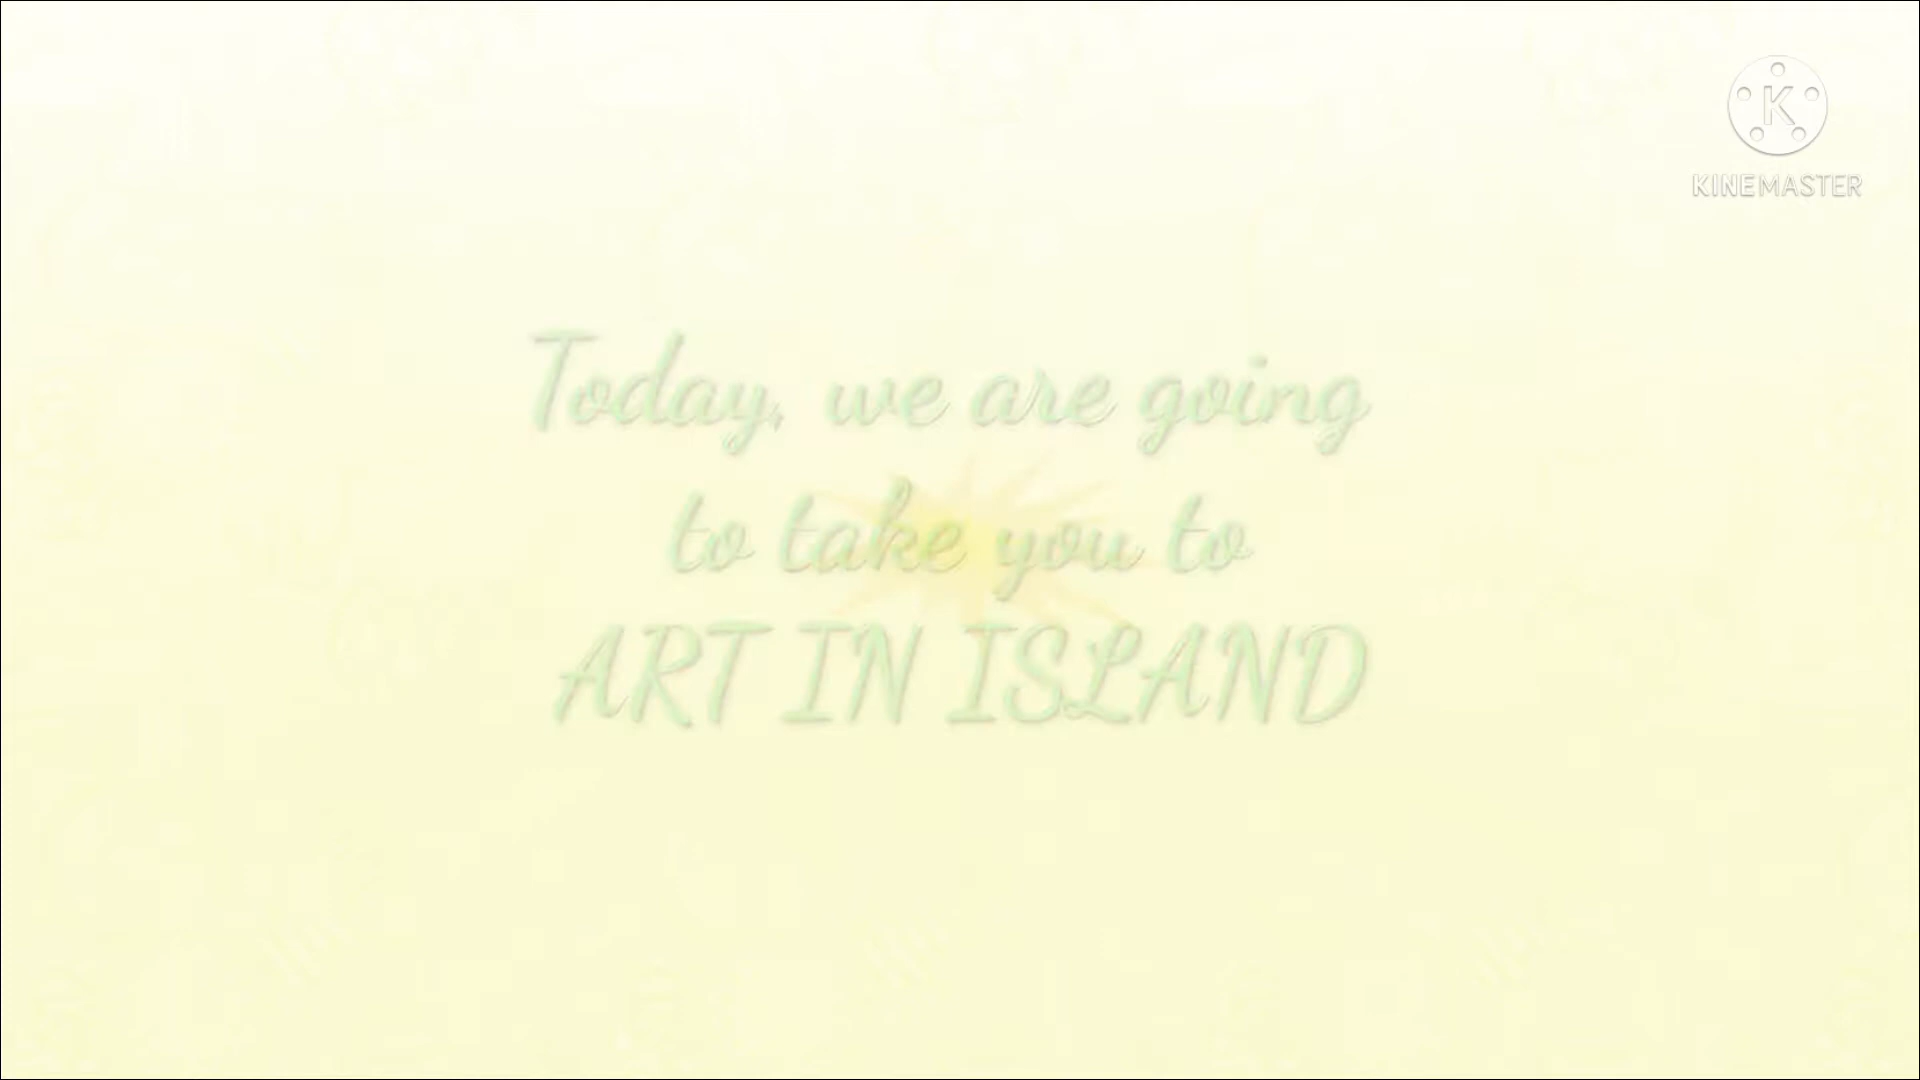 K
KINEMASTER
Today, we are going
to take you to
ART IN ISLAND